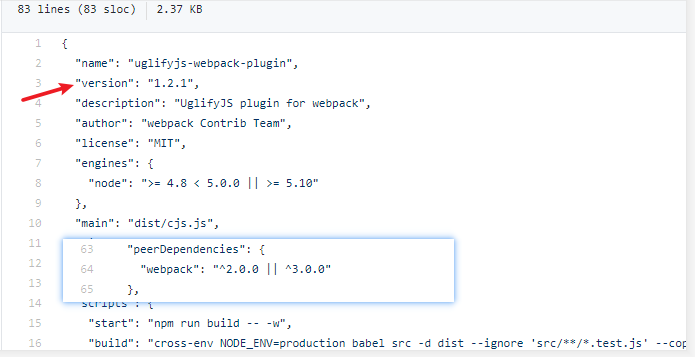 83 lines (83 sloc) 2.37 KB
1 {
2 "name": "uglifyjs-webpack-plugin",
3 "version": "1.2.1",
4 "description": "UglifyJS plugin for webpack",
5 "author": "webpack Contrib Team",
6 "license": "MIT",
7 "engines": {
8 "node": ">= 4.8 < 5.0.0 || >= 5.10"
9 },
10 "main": "dist/cjs.js",
11
63 "peerDependencies": {
12
64 "webpack": "^2.0.0 || ^3.0.0"
13
65 },
14 scripts : {
15 "start": "npm run build -- -w",
16 "build": "cross-env NODE_ENV=production babel src -d dist --ignore 'src/**/*.test.js' --cop